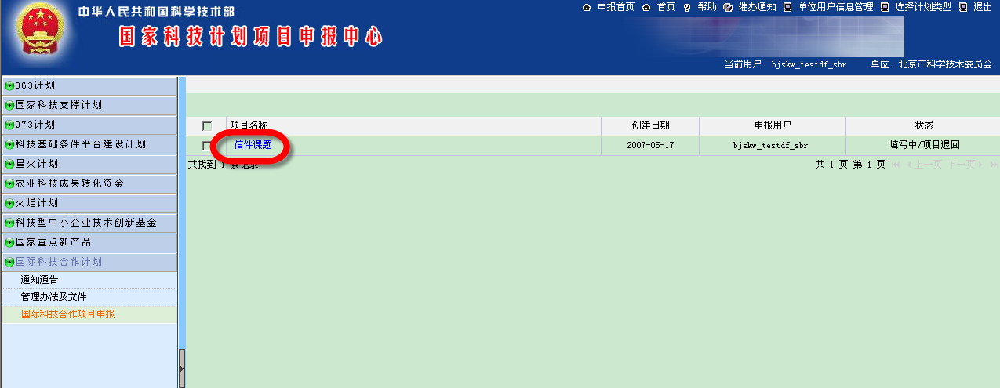 中华人民共和国科学技术部
国家科技计划项目申报中心
申报首页 首页 帮助 催办通知 单位用户信息管理 选择计划类型 退出
当前用户: bjskw_testdf_sbr 单位: 北京市科学技术委员会
863计划
国家科技支撑计划
973计划
科技基础条件平台建设计划
星火计划
农业科技成果转化资金
火炬计划
科技型中小企业技术创新基金
国家重点新产品
国际科技合作计划
通知通告
管理办法及文件
国际科技合作项目申报
项目名称 创建日期 申报用户 状态
信件课题 2007-05-17 bjskw_testdf_sbr 填写中/项目退回
共找到 1 条记录 共 1 页 第 1 页 上一页 下一页